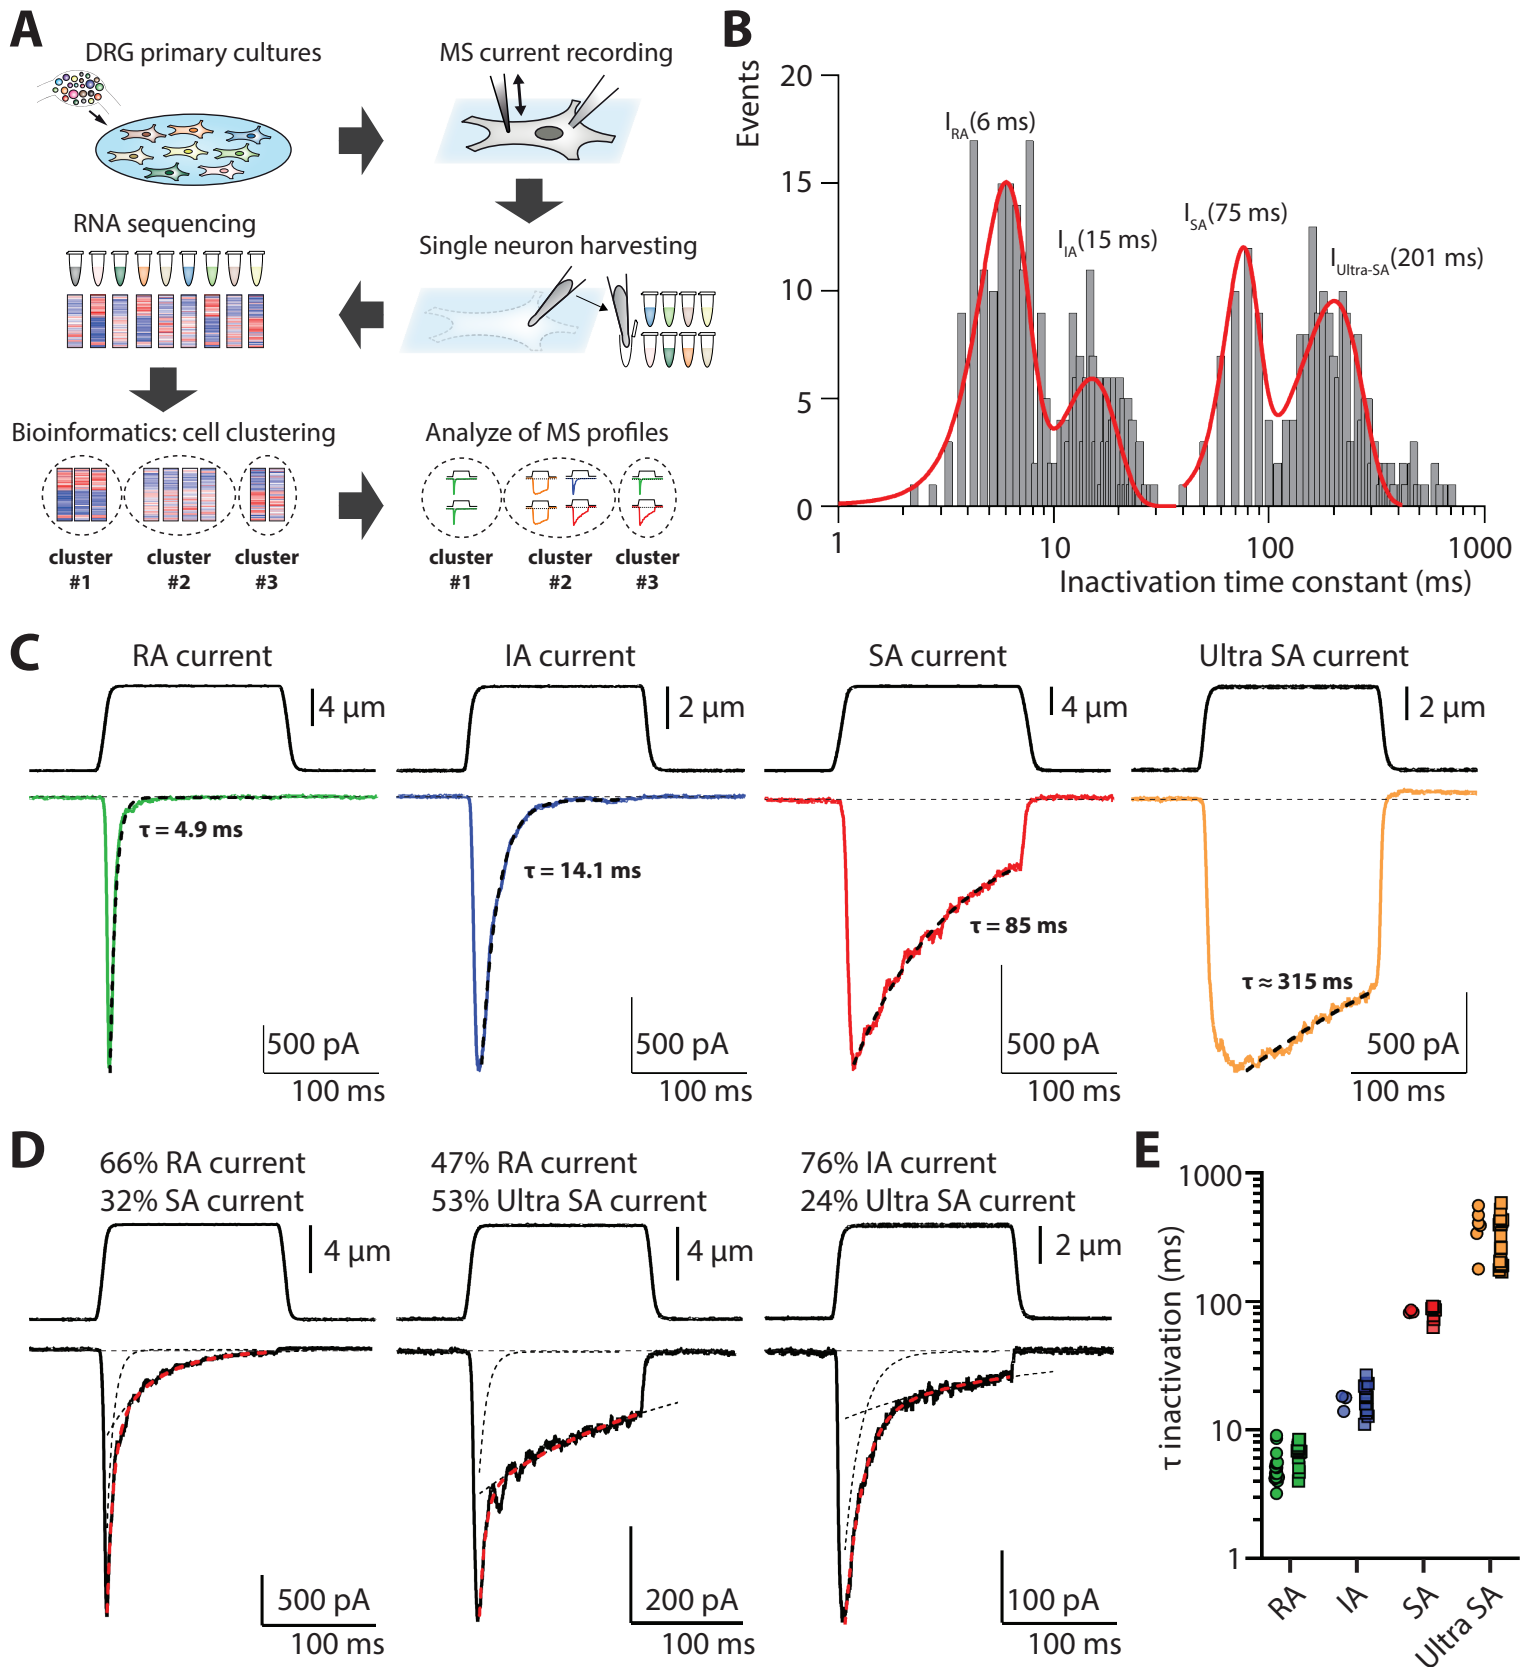 A
DRG primary cultures
MS current recording
RNA sequencing
Single neuron harvesting
Bioinformatics: cell clustering
Analyze of MS profiles
cluster #1
cluster #2
cluster #3
cluster #1
cluster #2
cluster #3
B
Events
20
15
10
5
0
IRA(6 ms)
IIA(15 ms)
ISA(75 ms)
IUltra-SA(201 ms)
1
10
100
1000
Inactivation time constant (ms)
C
RA current
IA current
SA current
Ultra SA current
4 µm
2 µm
4 µm
2 µm
τ = 4.9 ms
τ = 14.1 ms
τ = 85 ms
τ ≈ 315 ms
500 pA
100 ms
500 pA
100 ms
500 pA
100 ms
500 pA
100 ms
D
66% RA current
32% SA current
47% RA current
53% Ultra SA current
76% IA current
24% Ultra SA current
4 µm
4 µm
2 µm
500 pA
100 ms
200 pA
100 ms
100 pA
100 ms
E
τ inactivation (ms)
1000
100
10
1
RA
IA
SA
Ultra SA